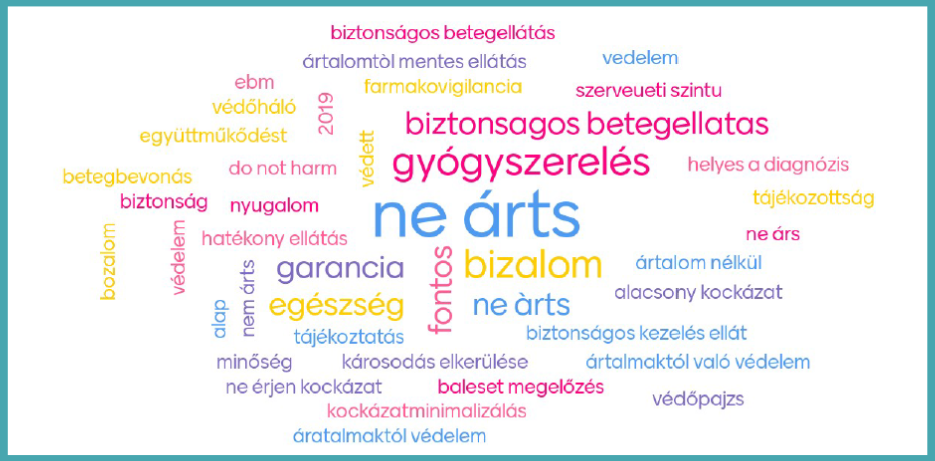 biztonságos betegellátás
ártalomtòl mentes ellátás
vedelem
ebm
farmakovigilancia
szerveueti szintu
védőháló
2019
biztonsagos betegellatas
együttműködést
védett
gyógyszerelés
do not harm
helyes a diagnózis
betegbevonás
tájékozottság
biztonság
nyugalom
ne árts
ne árs
bozalom
védelem
hatékony ellátás
garancia
fontos
bizalom
ártalom nélkül
nem árts
alap
egészség
ne àrts
alacsony kockázat
tájékoztatás
biztonságos kezelés ellát
minőség
károsodás elkerülése
ártalmaktól való védelem
ne érjen kockázat
baleset megelőzés
védőpajzs
kockázatminimalizálás
áratalmaktól védelem